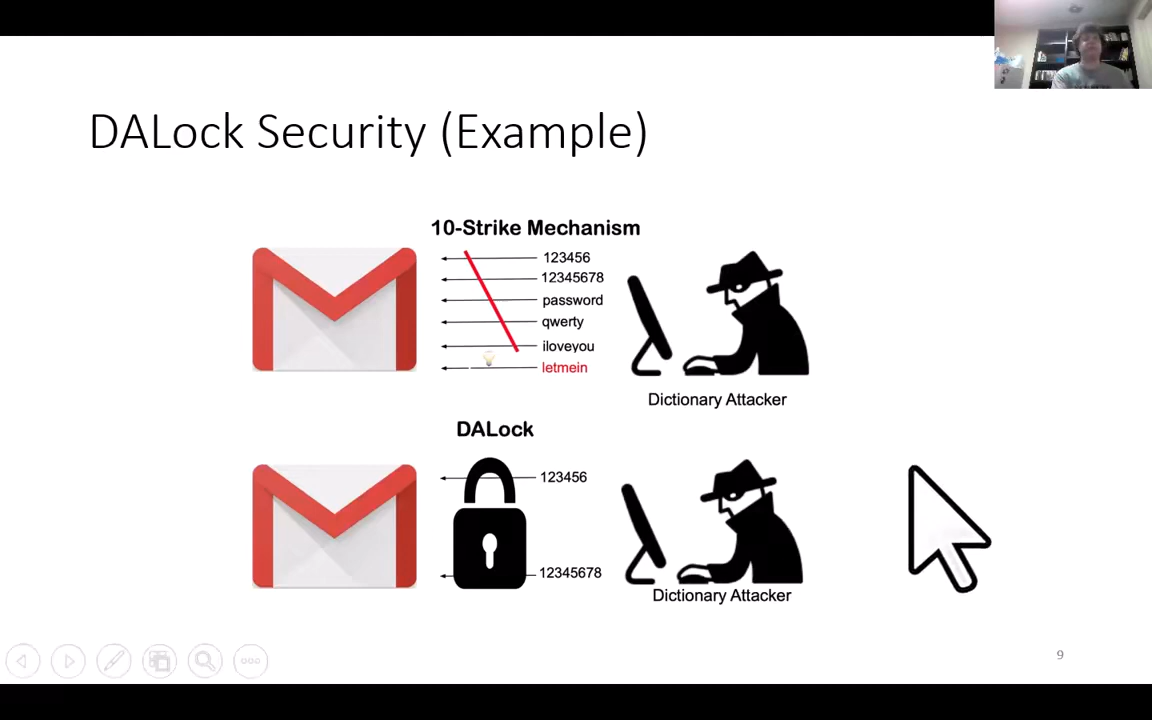 DALock Security (Example)
10-Strike Mechanism
123456
12345678
password
qwerty
iloveyou
letmein
Dictionary Attacker
DALock
123456
12345678
Dictionary Attacker
9